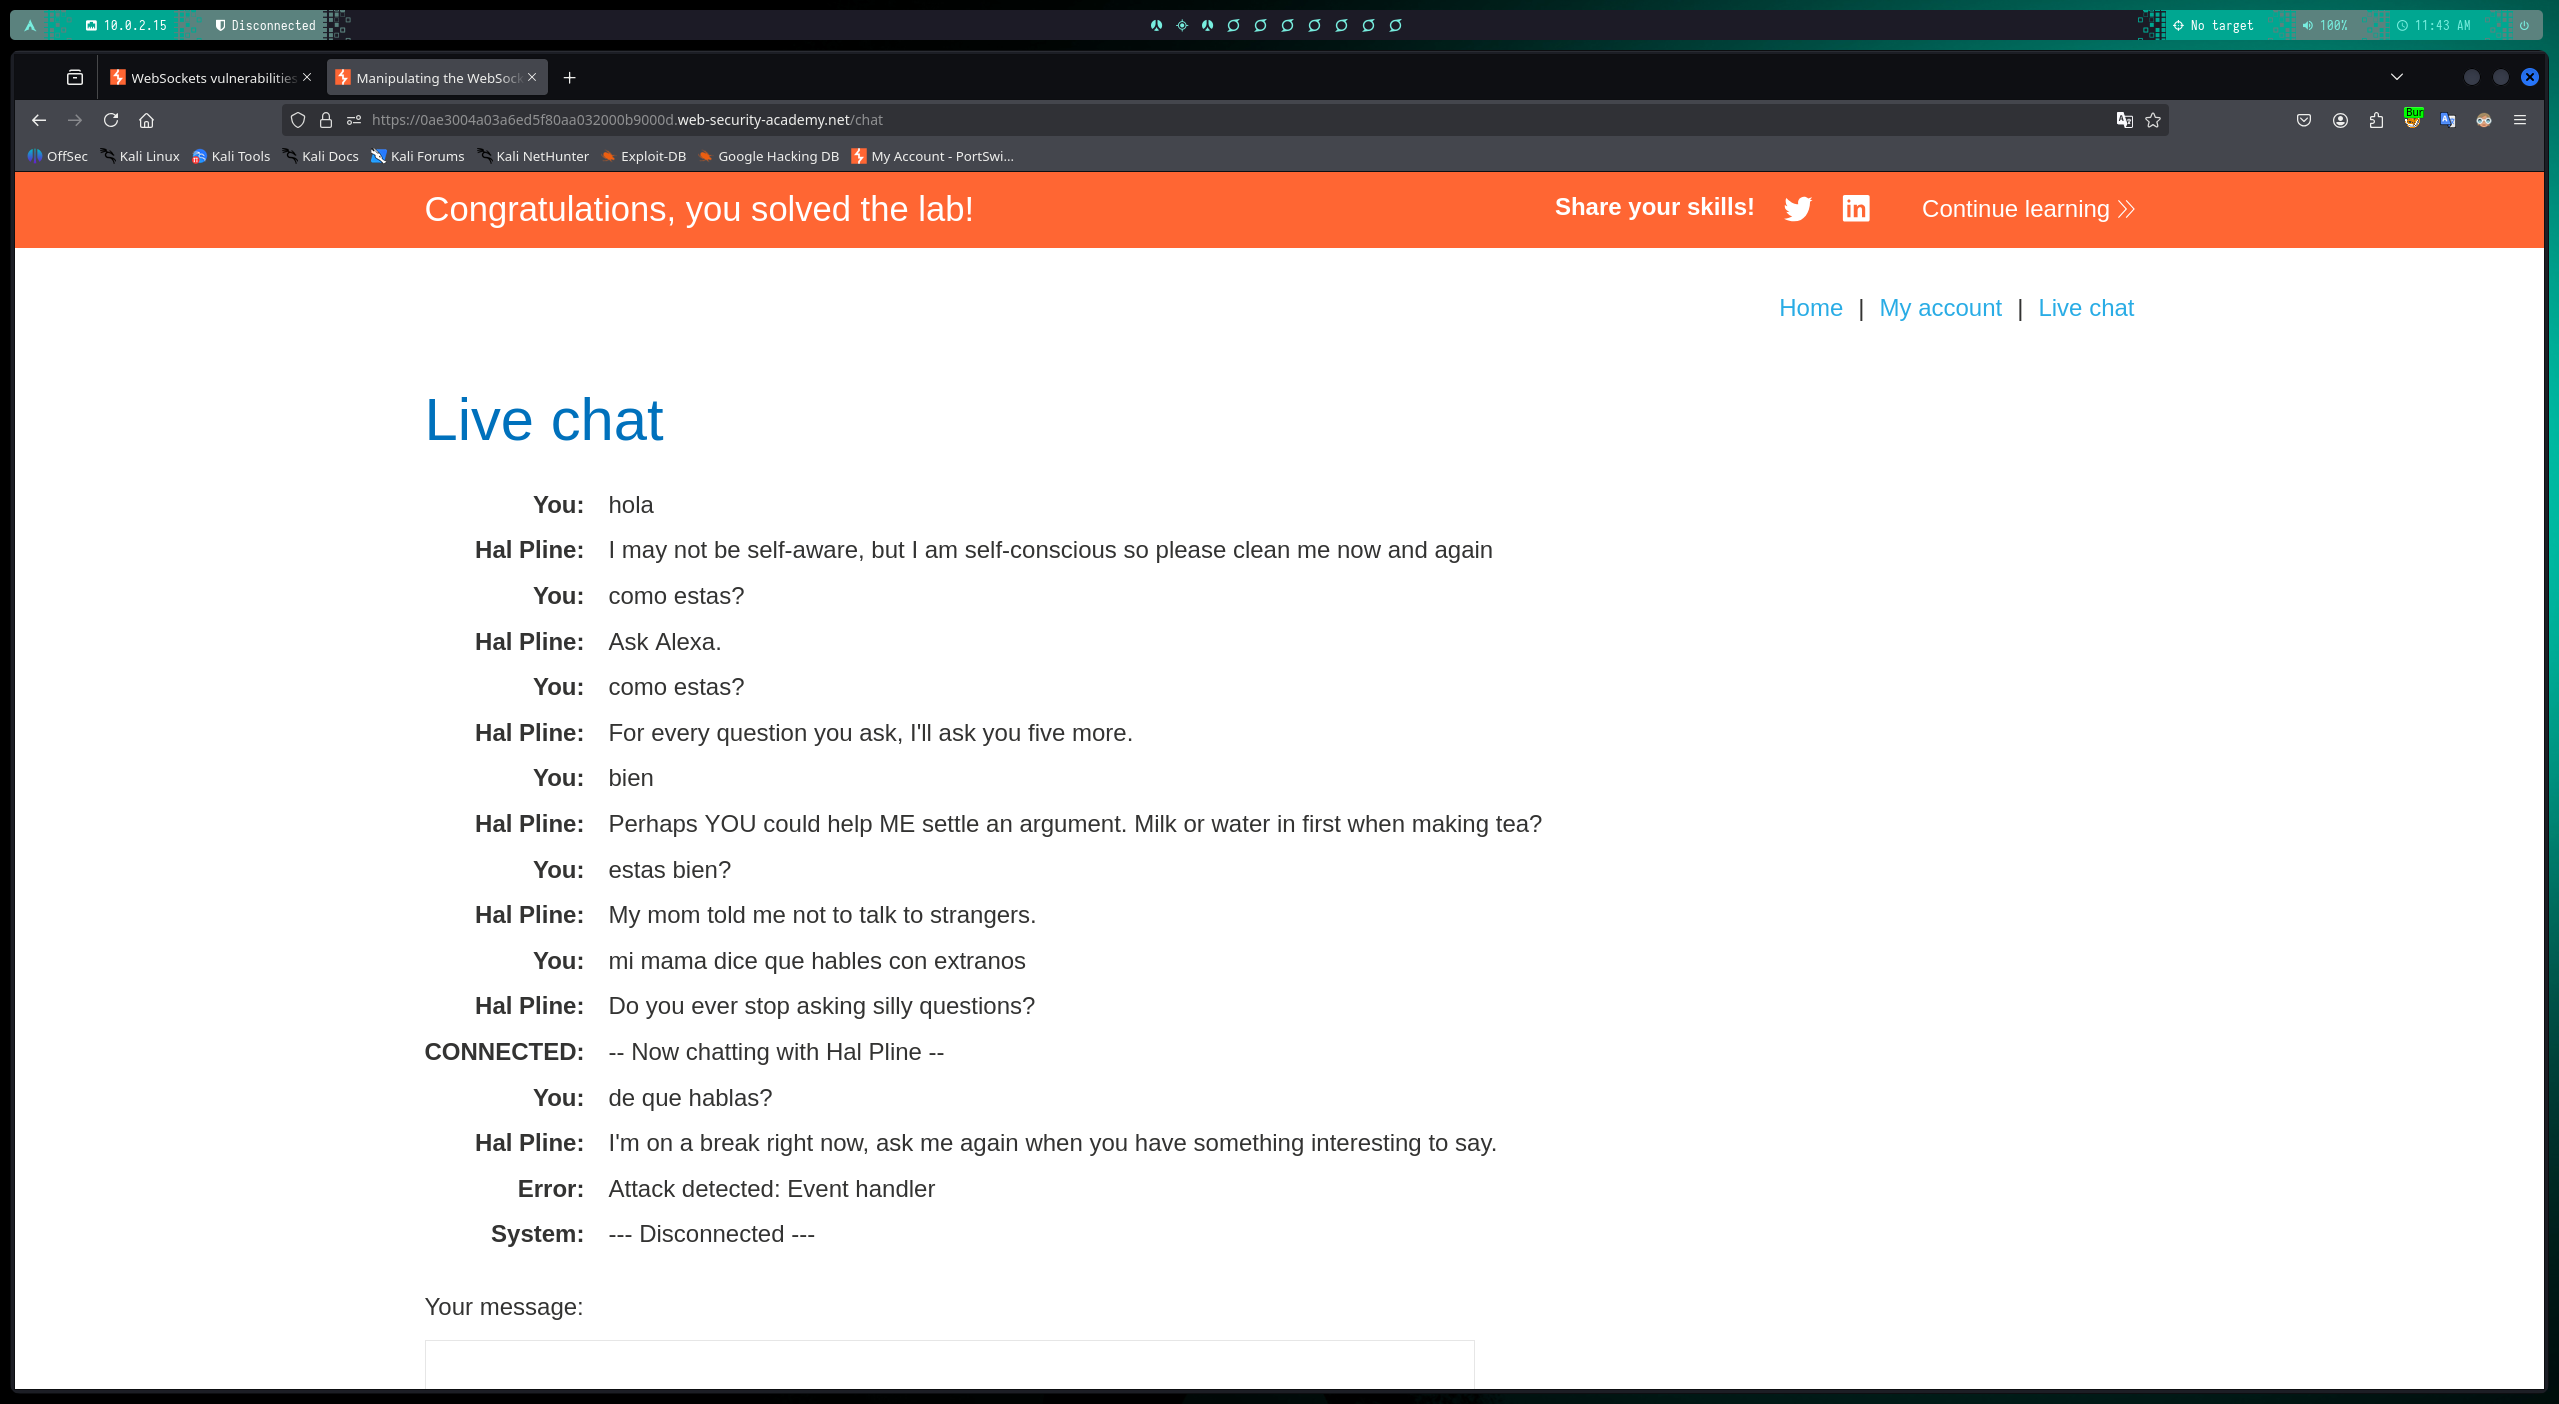 10.0.2.15 Disconnected No target 100% 11:43 AM
WebSockets vulnerabilities Manipulating the WebSock
https://0ae3004a03a6ed5f80aa032000b9000d.web-security-academy.net/chat Bur
OffSec Kali Linux Kali Tools Kali Docs Kali Forums Kali NetHunter Exploit-DB Google Hacking DB My Account - PortSwi...
Congratulations, you solved the lab! Share your skills! Continue learning
Home | My account | Live chat
Live chat
You: hola
Hal Pline: I may not be self-aware, but I am self-conscious so please clean me now and again
You: como estas?
Hal Pline: Ask Alexa.
You: como estas?
Hal Pline: For every question you ask, I'll ask you five more.
You: bien
Hal Pline: Perhaps YOU could help ME settle an argument. Milk or water in first when making tea?
You: estas bien?
Hal Pline: My mom told me not to talk to strangers.
You: mi mama dice que hables con extranos
Hal Pline: Do you ever stop asking silly questions?
CONNECTED: -- Now chatting with Hal Pline --
You: de que hablas?
Hal Pline: I'm on a break right now, ask me again when you have something interesting to say.
Error: Attack detected: Event handler
System: --- Disconnected ---
Your message: